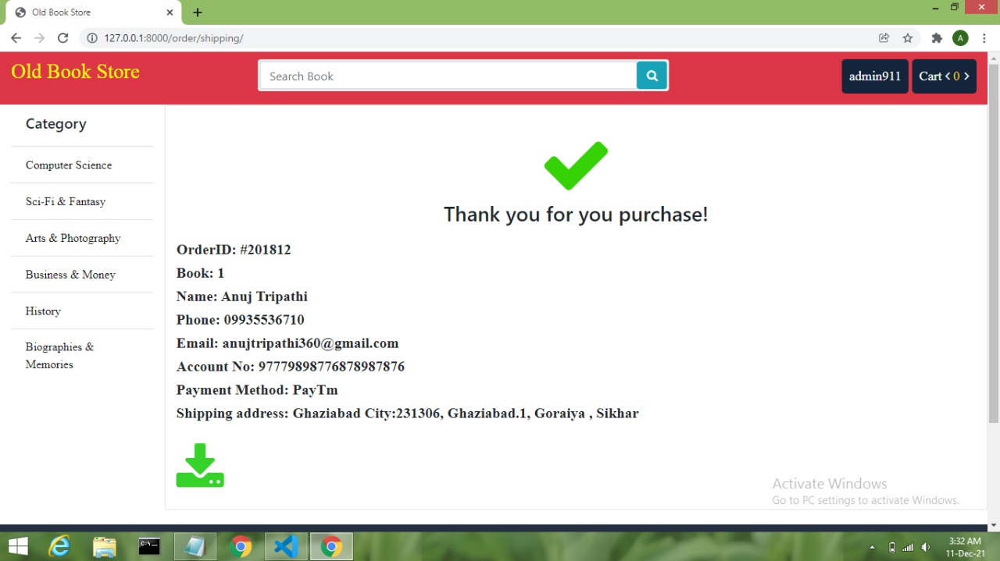 Old Book Store
127.0.0.1:8000/order/shipping/
A
Old Book Store
Search Book
admin911
Cart < 0 >
Category
Computer Science
Sci-Fi & Fantasy
Arts & Photography
Business & Money
History
Biographies &
Memories
Thank you for you purchase!
OrderID: #201812
Book: 1
Name: Anuj Tripathi
Phone: 09935536710
Email: anujtripathi360@gmail.com
Account No: 97779898776878987876
Payment Method: PayTm
Shipping address: Ghaziabad City:231306, Ghaziabad.1, Goraiya , Sikhar
Activate Windows
Go to PC settings to activate Windows.
3:32 AM
11-Dec-21